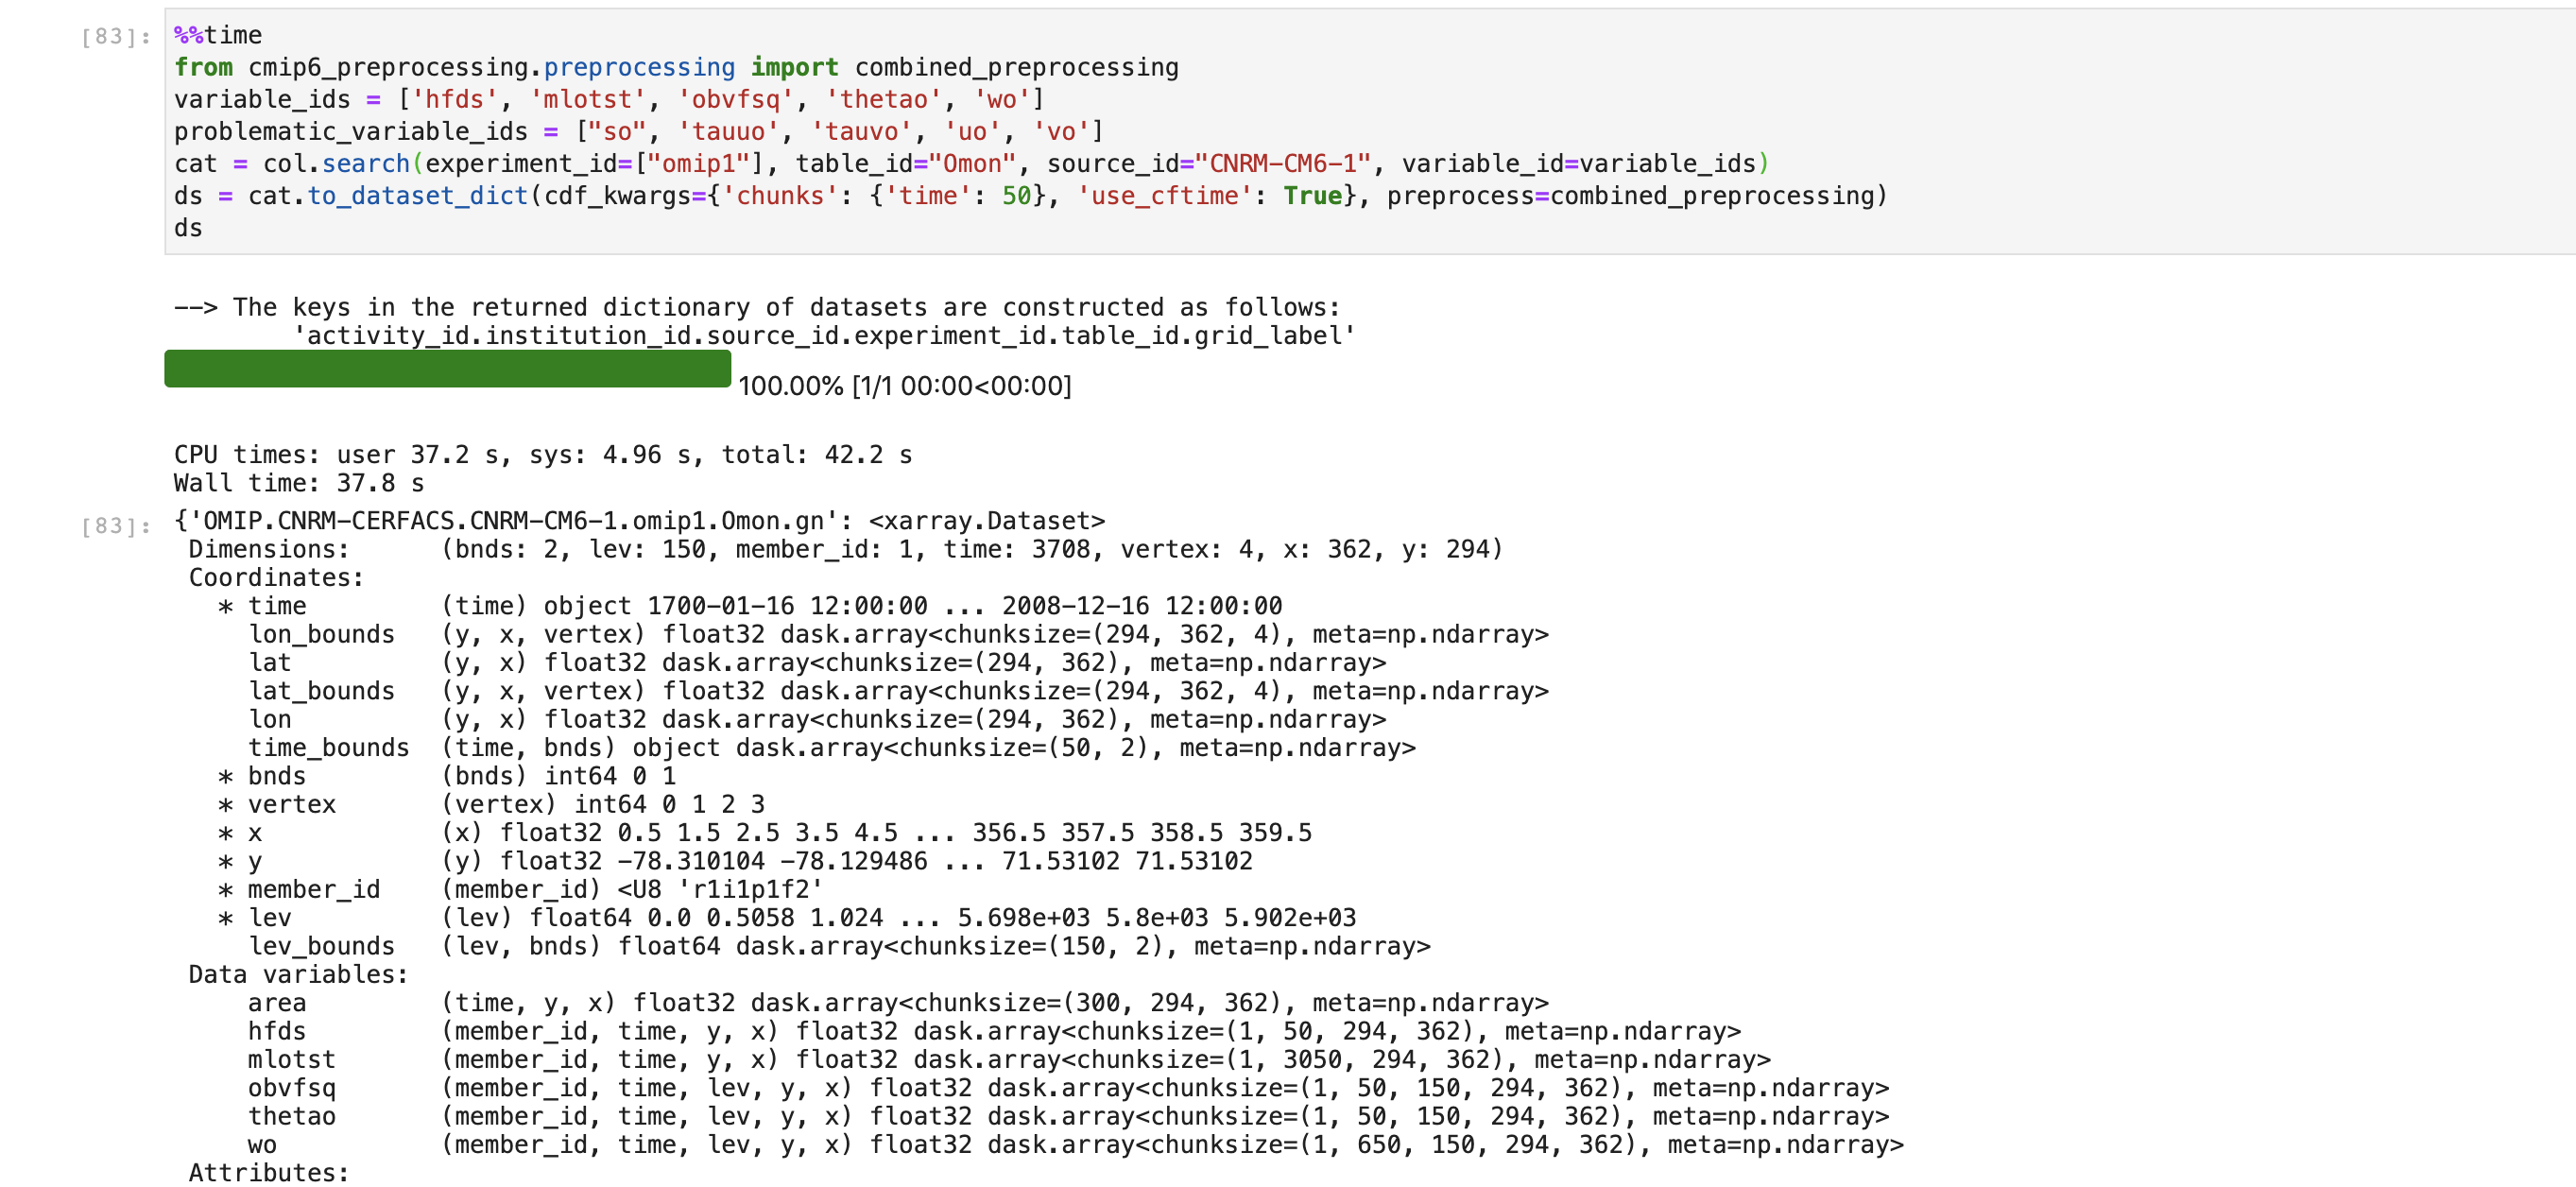 [83]: %%time
from cmip6_preprocessing.preprocessing import combined_preprocessing
variable_ids = ['hfds', 'mlotst', 'obvfsq', 'thetao', 'wo']
problematic_variable_ids = ["so", 'tauuo', 'tauvo', 'uo', 'vo']
cat = col.search(experiment_id=["omip1"], table_id="Omon", source_id="CNRM-CM6-1", variable_id=variable_ids)
ds = cat.to_dataset_dict(cdf_kwargs={'chunks': {'time': 50}, 'use_cftime': True}, preprocess=combined_preprocessing)
ds
--> The keys in the returned dictionary of datasets are constructed as follows:
'activity_id.institution_id.source_id.experiment_id.table_id.grid_label'
100.00% [1/1 00:00<00:00]
CPU times: user 37.2 s, sys: 4.96 s, total: 42.2 s
Wall time: 37.8 s
[83]: {'OMIP.CNRM-CERFACS.CNRM-CM6-1.omip1.Omon.gn': <xarray.Dataset>
Dimensions: (bnds: 2, lev: 150, member_id: 1, time: 3708, vertex: 4, x: 362, y: 294)
Coordinates:
* time (time) object 1700-01-16 12:00:00 ... 2008-12-16 12:00:00
lon_bounds (y, x, vertex) float32 dask.array<chunksize=(294, 362, 4), meta=np.ndarray>
lat (y, x) float32 dask.array<chunksize=(294, 362), meta=np.ndarray>
lat_bounds (y, x, vertex) float32 dask.array<chunksize=(294, 362, 4), meta=np.ndarray>
lon (y, x) float32 dask.array<chunksize=(294, 362), meta=np.ndarray>
time_bounds (time, bnds) object dask.array<chunksize=(50, 2), meta=np.ndarray>
* bnds (bnds) int64 0 1
* vertex (vertex) int64 0 1 2 3
* x (x) float32 0.5 1.5 2.5 3.5 4.5 ... 356.5 357.5 358.5 359.5
* y (y) float32 -78.310104 -78.129486 ... 71.53102 71.53102
* member_id (member_id) <U8 'r1i1p1f2'
* lev (lev) float64 0.0 0.5058 1.024 ... 5.698e+03 5.8e+03 5.902e+03
lev_bounds (lev, bnds) float64 dask.array<chunksize=(150, 2), meta=np.ndarray>
Data variables:
area (time, y, x) float32 dask.array<chunksize=(300, 294, 362), meta=np.ndarray>
hfds (member_id, time, y, x) float32 dask.array<chunksize=(1, 50, 294, 362), meta=np.ndarray>
mlotst (member_id, time, y, x) float32 dask.array<chunksize=(1, 3050, 294, 362), meta=np.ndarray>
obvfsq (member_id, time, lev, y, x) float32 dask.array<chunksize=(1, 50, 150, 294, 362), meta=np.ndarray>
thetao (member_id, time, lev, y, x) float32 dask.array<chunksize=(1, 50, 150, 294, 362), meta=np.ndarray>
wo (member_id, time, lev, y, x) float32 dask.array<chunksize=(1, 650, 150, 294, 362), meta=np.ndarray>
Attributes: